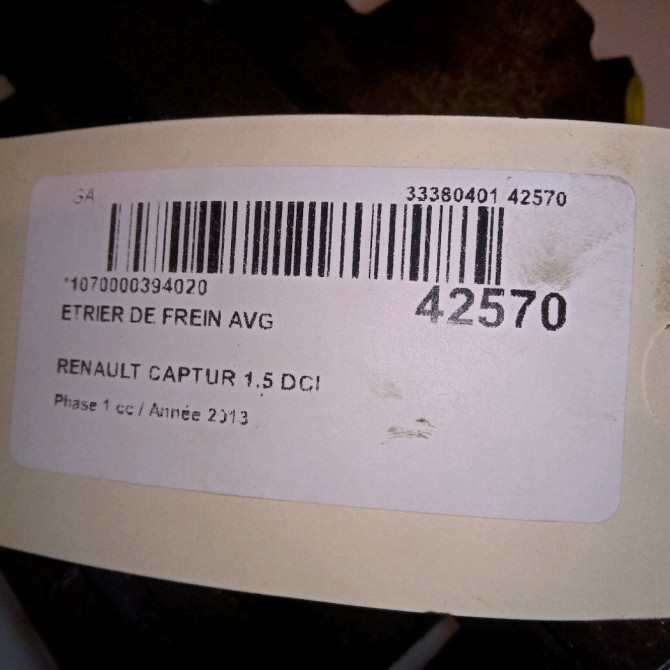 GA 33380401 42570
*1070000394020 42570
ETRIER DE FREIN AVG
RENAULT CAPTUR 1.5 DCI
Phase 1 cc / Année 2013